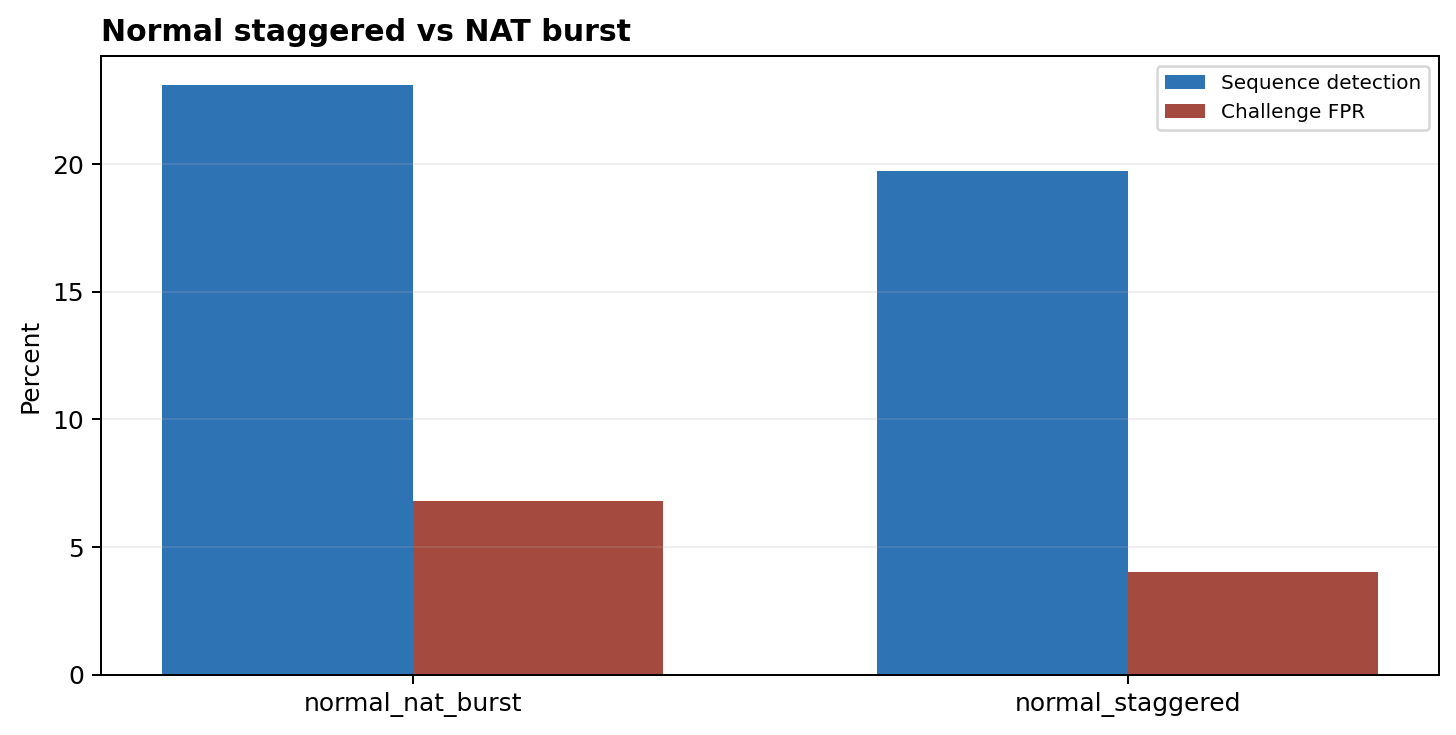 Normal staggered vs NAT burst
Sequence detection
Challenge FPR
Percent
20
15
10
5
0
normal_nat_burst
normal_staggered